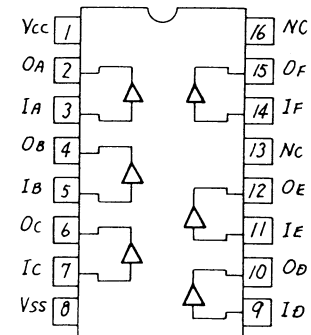 Vcc 1 16 NC
OA 2 15 OF
IA 3 14 IF
OB 4 13 NC
IB 5 12 OE
OC 6 11 IE
IC 7 10 OD
VSS 8 9 ID